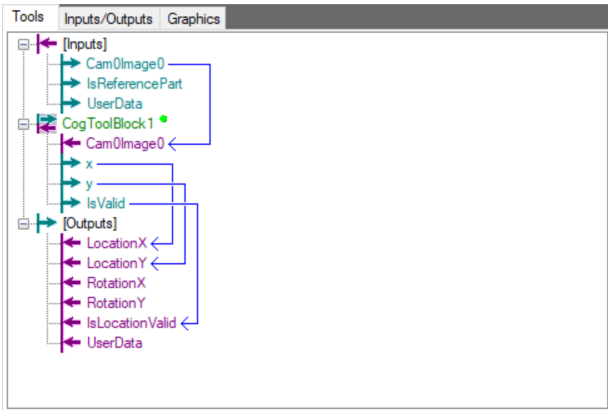 Tools Inputs/Outputs Graphics
[Inputs]
Cam0Image0
IsReferencePart
UserData
CogToolBlock1
Cam0Image0
x
y
IsValid
[Outputs]
LocationX
LocationY
RotationX
RotationY
IsLocationValid
UserData